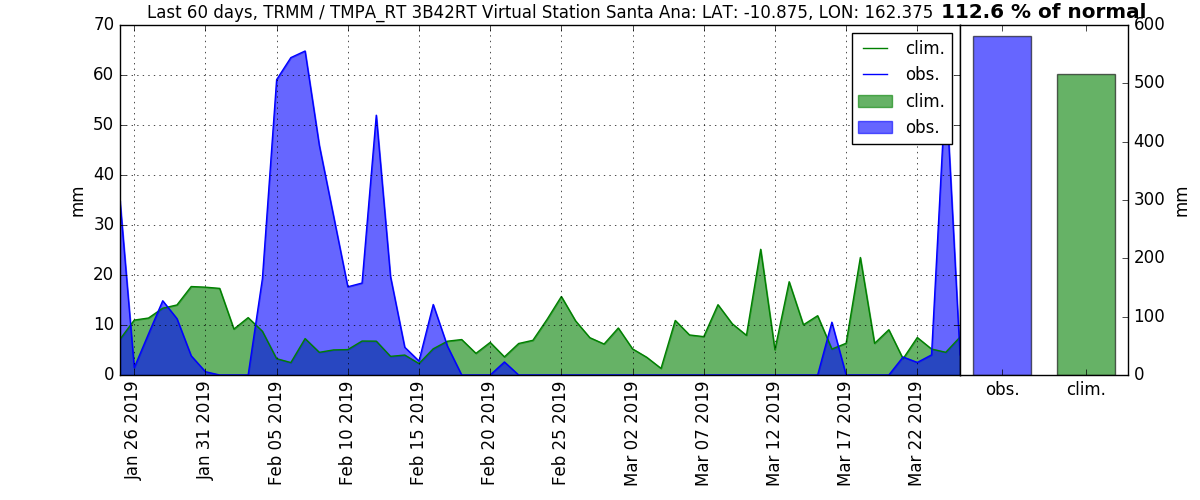 Last 60 days, TRMM / TMPA_RT 3B42RT Virtual Station Santa Ana: LAT: -10.875, LON: 162.375 112.6 % of normal
70
60
50
40
30
20
10
0
mm
clim.
obs.
clim.
obs.
600
500
400
300
200
100
0
mm
obs. clim.
Jan 26 2019
Jan 31 2019
Feb 05 2019
Feb 10 2019
Feb 15 2019
Feb 20 2019
Feb 25 2019
Mar 02 2019
Mar 07 2019
Mar 12 2019
Mar 17 2019
Mar 22 2019